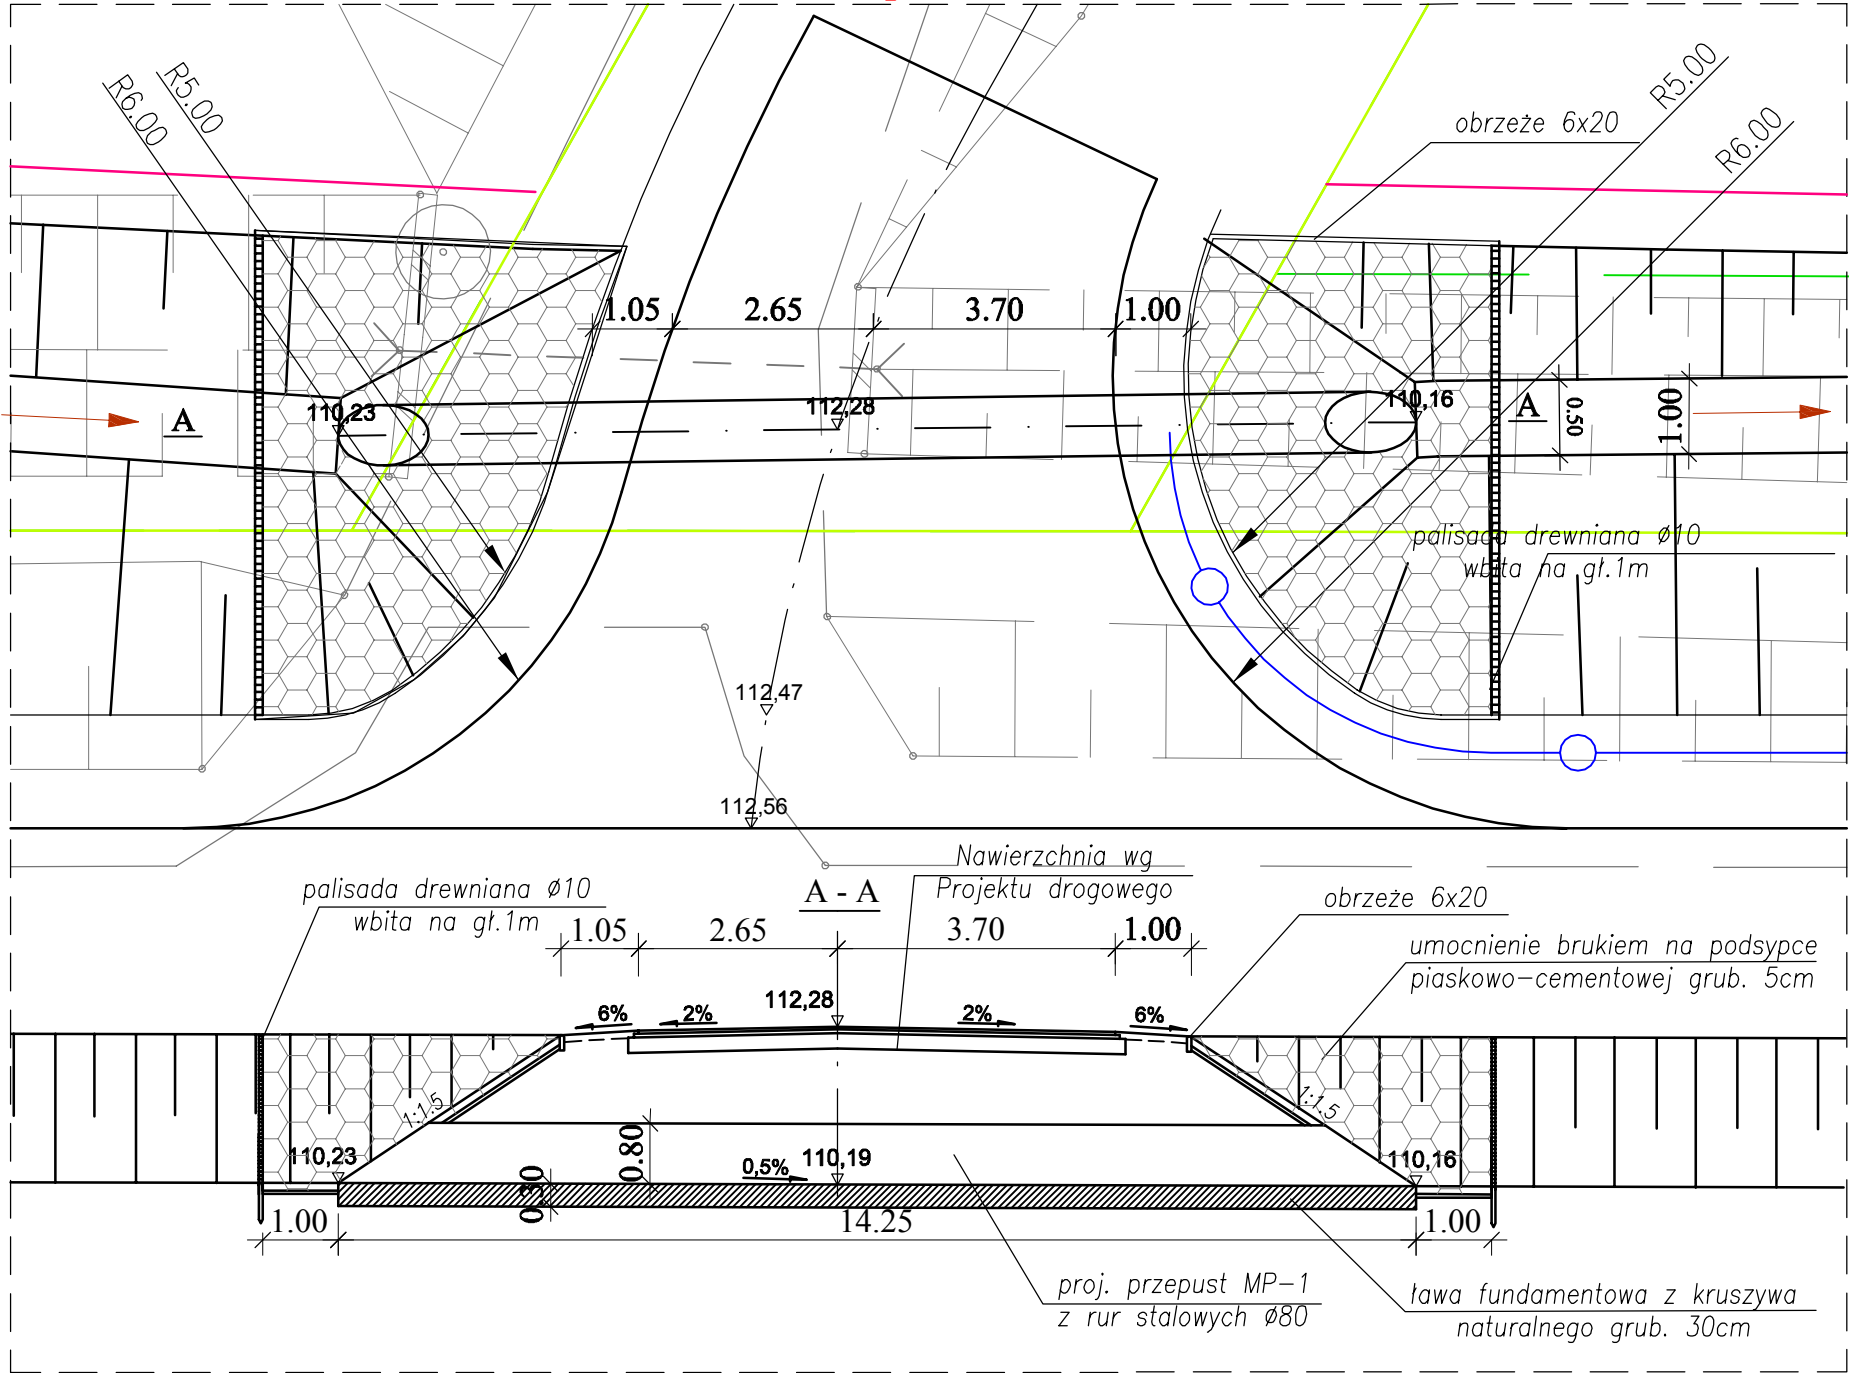 R5.00
R6.00
R5.00
R6.00
obrzeże 6x20
1.05
2.65
3.70
1.00
A
110,23
112,28
110,16
A
0.50
1.00
palisada drewniana ø10
wbita na gł.1m
112,47
112,56
Nawierzchnia wg
Projektu drogowego
A - A
palisada drewniana ø10
wbita na gł.1m
obrzeże 6x20
1.05
2.65
3.70
1.00
umocnienie brukiem na podsypce
piaskowo-cementowej grub. 5cm
6%
2%
112,28
2%
6%
1:1.5
1:1.5
110,23
0.80
0,5%
110,19
110,16
0.30
1.00
14.25
1.00
proj. przepust MP-1
z rur stalowych ø80
ława fundamentowa z kruszywa
naturalnego grub. 30cm